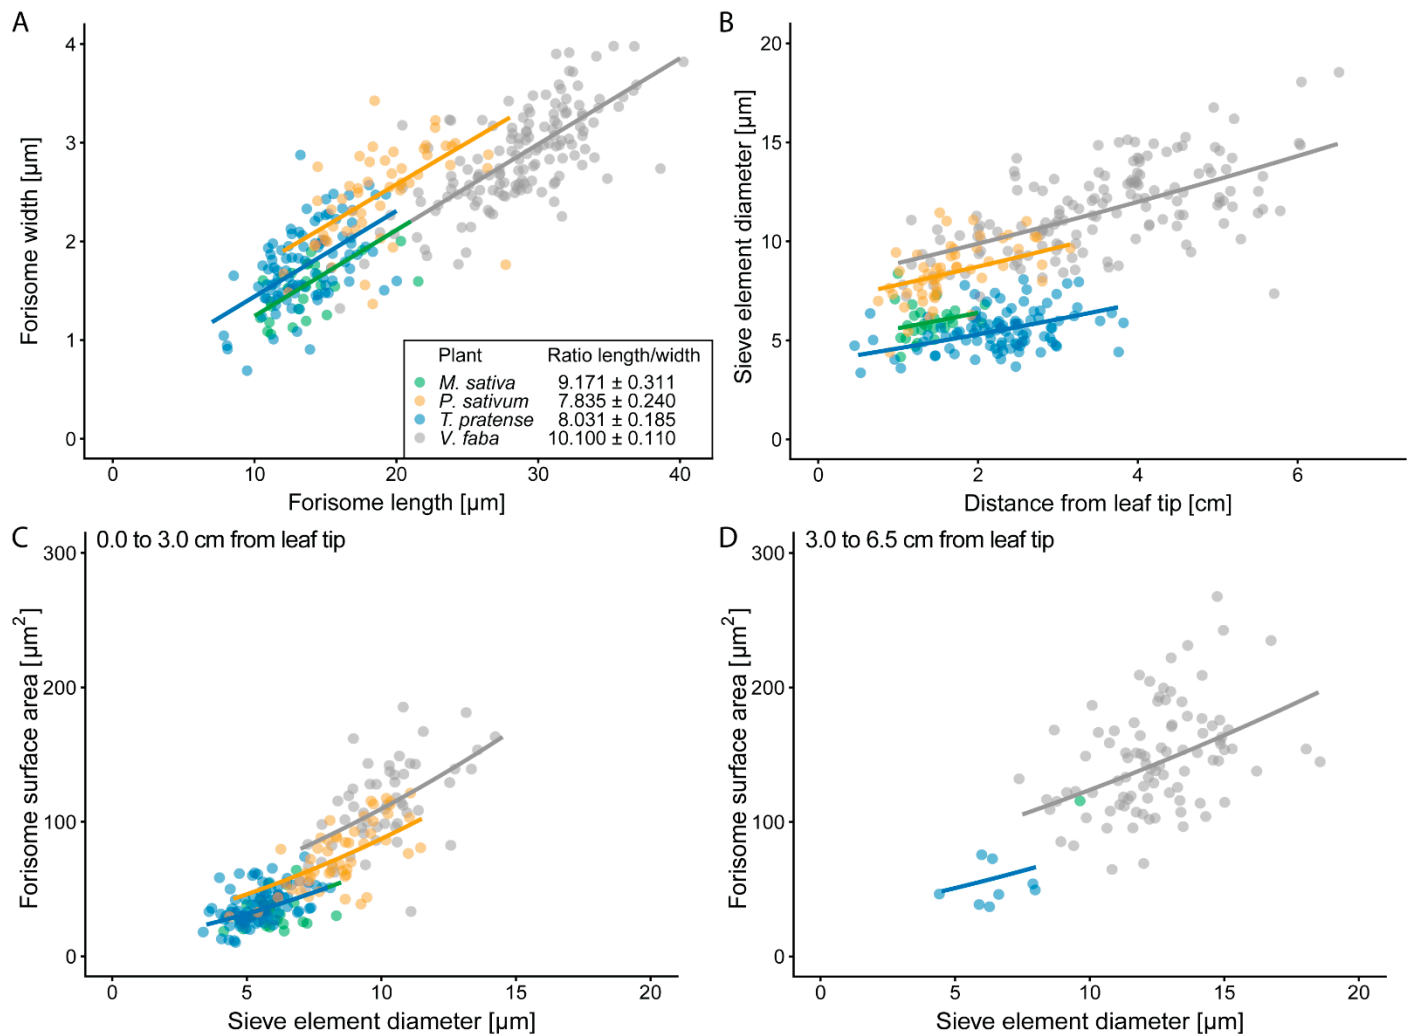 A
4
3
2
1
0
Forisome width [µm]
0
10
20
30
40
Forisome length [µm]
Plant Ratio length/width
M. sativa 9.171 ± 0.311
P. sativum 7.835 ± 0.240
T. pratense 8.031 ± 0.185
V. faba 10.100 ± 0.110
B
20
15
10
5
0
Sieve element diameter [µm]
0
2
4
6
Distance from leaf tip [cm]
C
0.0 to 3.0 cm from leaf tip
300
200
100
0
Forisome surface area [µm²]
0
5
10
15
20
Sieve element diameter [µm]
D
3.0 to 6.5 cm from leaf tip
300
200
100
0
Forisome surface area [µm²]
0
5
10
15
20
Sieve element diameter [µm]